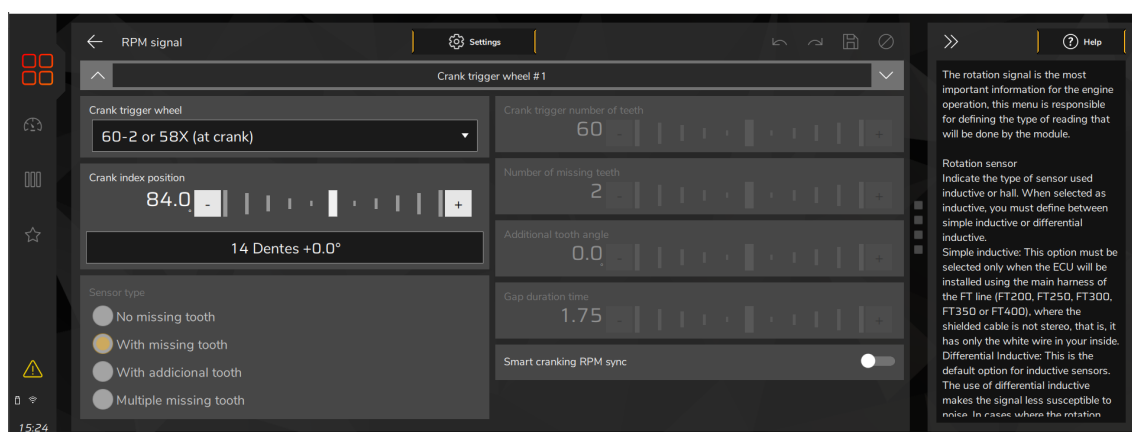 RPM signal
Settings
Help
Crank trigger wheel #1
Crank trigger wheel
60-2 or 58X (at crank)
Crank index position
84.0
-
+
14 Dentes +0.0°
Sensor type
No missing tooth
With missing tooth
With addicional tooth
Multiple missing tooth
Crank trigger number of teeth
60
-
+
Number of missing teeth
2
-
+
Additional tooth angle
0.0
-
+
Gap duration time
1.75
-
+
Smart cranking RPM sync
The rotation signal is the most
important information for the engine
operation, this menu is responsible
for defining the type of reading that
will be done by the module.
Rotation sensor
Indicate the type of sensor used
inductive or hall. When selected as
inductive, you must define between
simple inductive or differential
inductive.
Simple inductive: This option must be
selected only when the ECU will be
installed using the main harness of
the FT line (FT200, FT250, FT300,
FT350 or FT400), where the
shielded cable is not stereo, that is, it
has only the white wire in your inside.
Differential Inductive: This is the
default option for inductive sensors.
The use of differential inductive
makes the signal less susceptible to
noise. In cases where the rotation
15:24